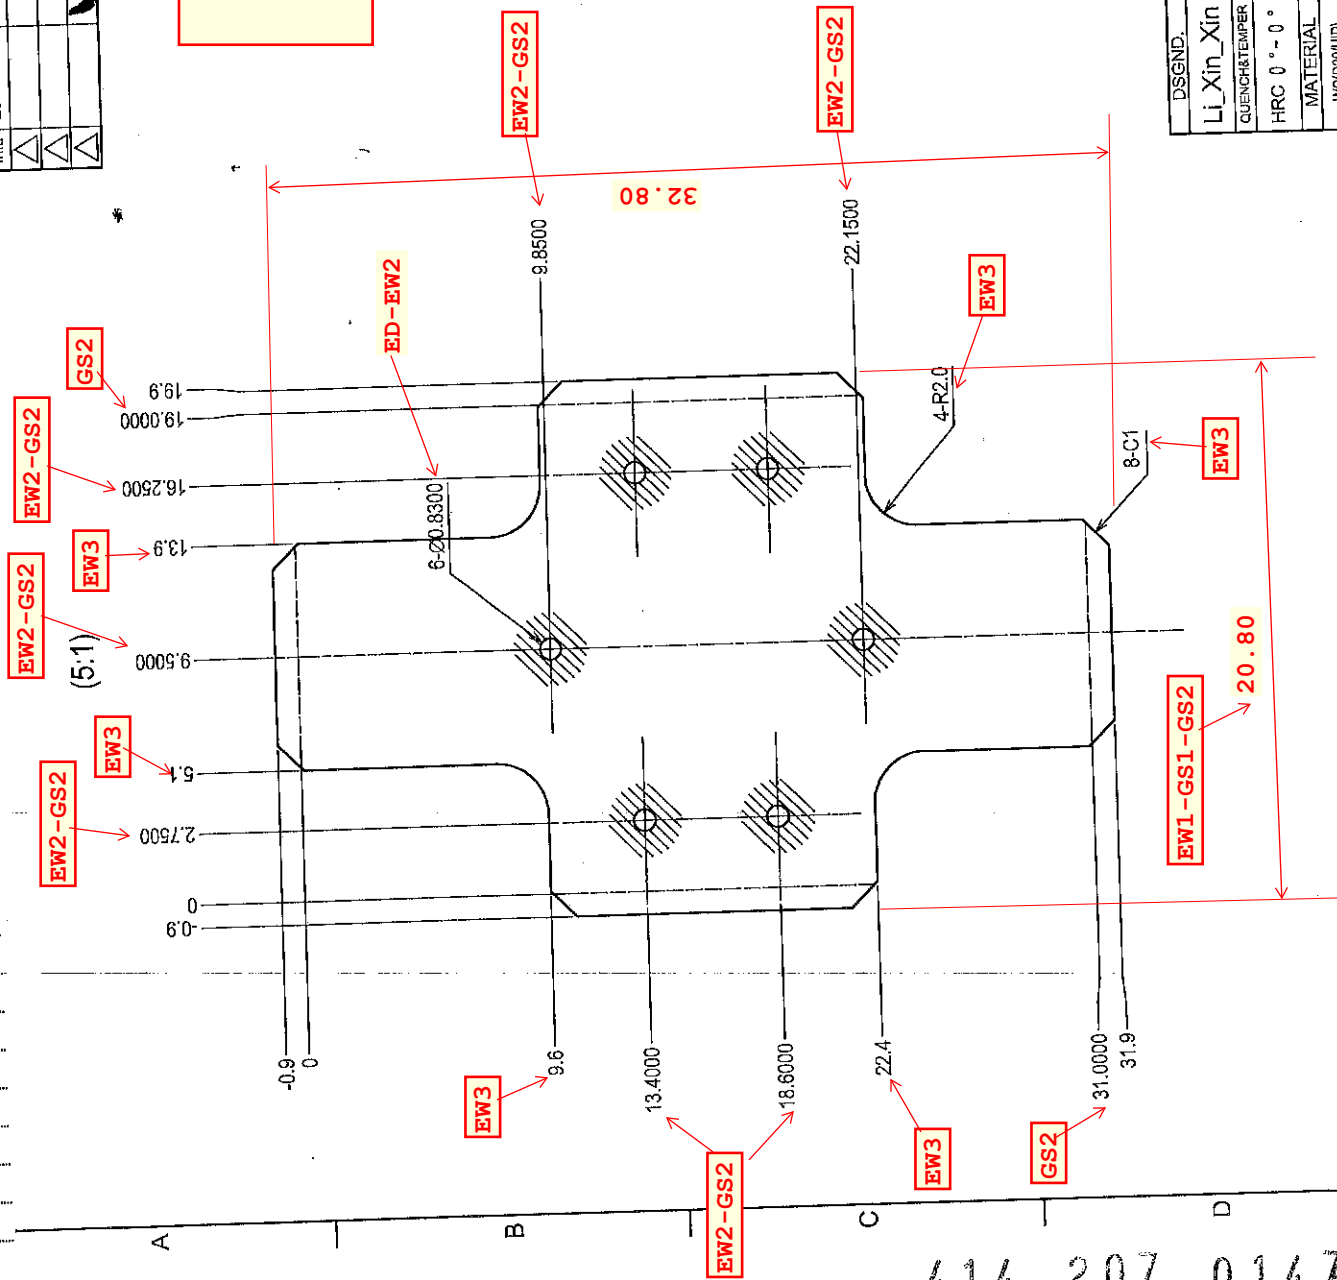 DSGND.
Li_Xin_Xin
QUENCH&TEMPER
HRC 0°-0°
MATERIAL
EW2-GS2
EW2-GS2
32.80
9.8500
22.1500
ED-EW2
EW3
GS2
19.9
19.0000
EW2-GS2
16.2500
EW3
13.9
EW2-GS2
9.5000
(5:1)
EW3
5.1
EW2-GS2
2.7500
0
-0.9
6-Ø0.8300
4-R2.0
8-C1
EW3
20.80
EW1-GS1-GS2
-0.9
0
9.6
EW3
13.4000
18.6000
EW2-GS2
22.4
EW3
31.0000
31.9
GS2
A
B
C
D
414 207 0147